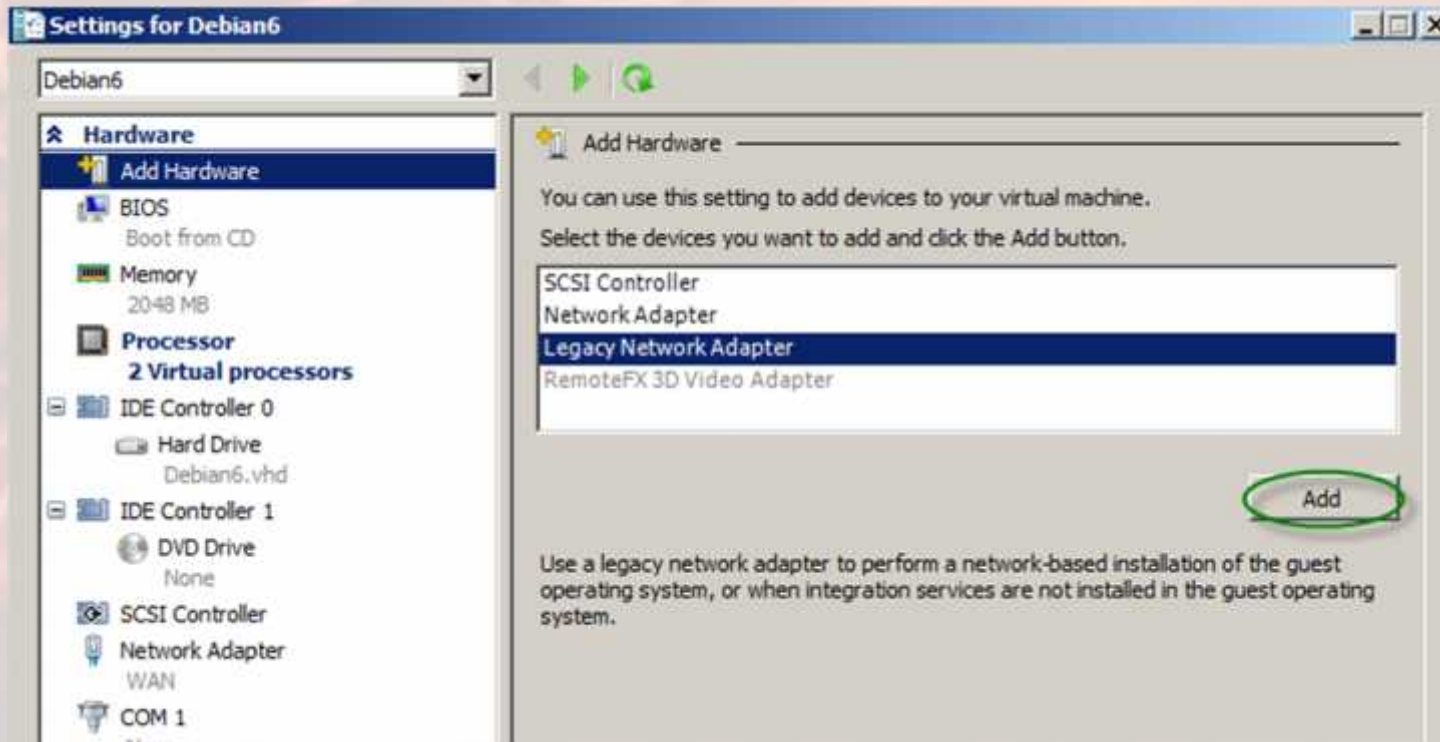 Settings for Debian6
Debian6
Hardware
Add Hardware
BIOS
Boot from CD
Memory
2048 MB
Processor
2 Virtual processors
IDE Controller 0
Hard Drive
Debian6.vhd
IDE Controller 1
DVD Drive
None
SCSI Controller
Network Adapter
WAN
COM 1
Add Hardware
You can use this setting to add devices to your virtual machine.
Select the devices you want to add and click the Add button.
SCSI Controller
Network Adapter
Legacy Network Adapter
RemoteFX 3D Video Adapter
Add
Use a legacy network adapter to perform a network-based installation of the guest
operating system, or when integration services are not installed in the guest operating
system.